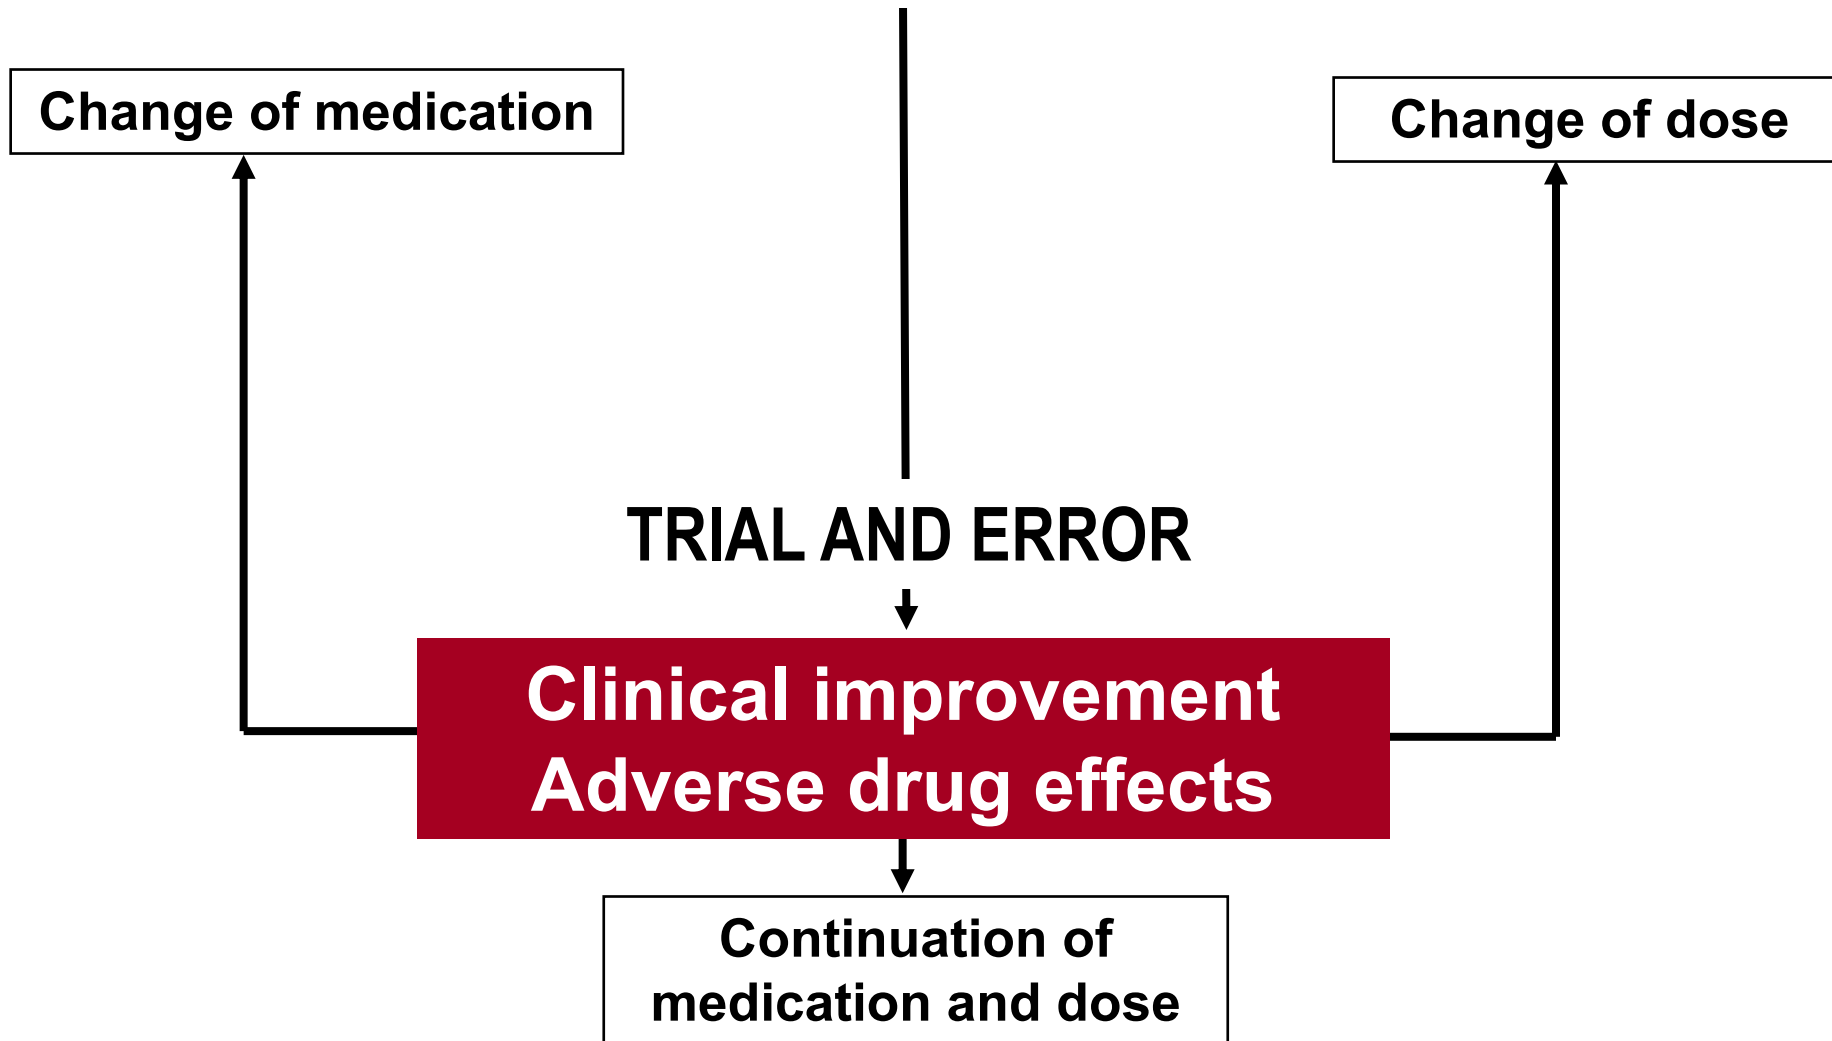 Change of medication
Change of dose
TRIAL AND ERROR
Clinical improvement
Adverse drug effects
Continuation of
medication and dose